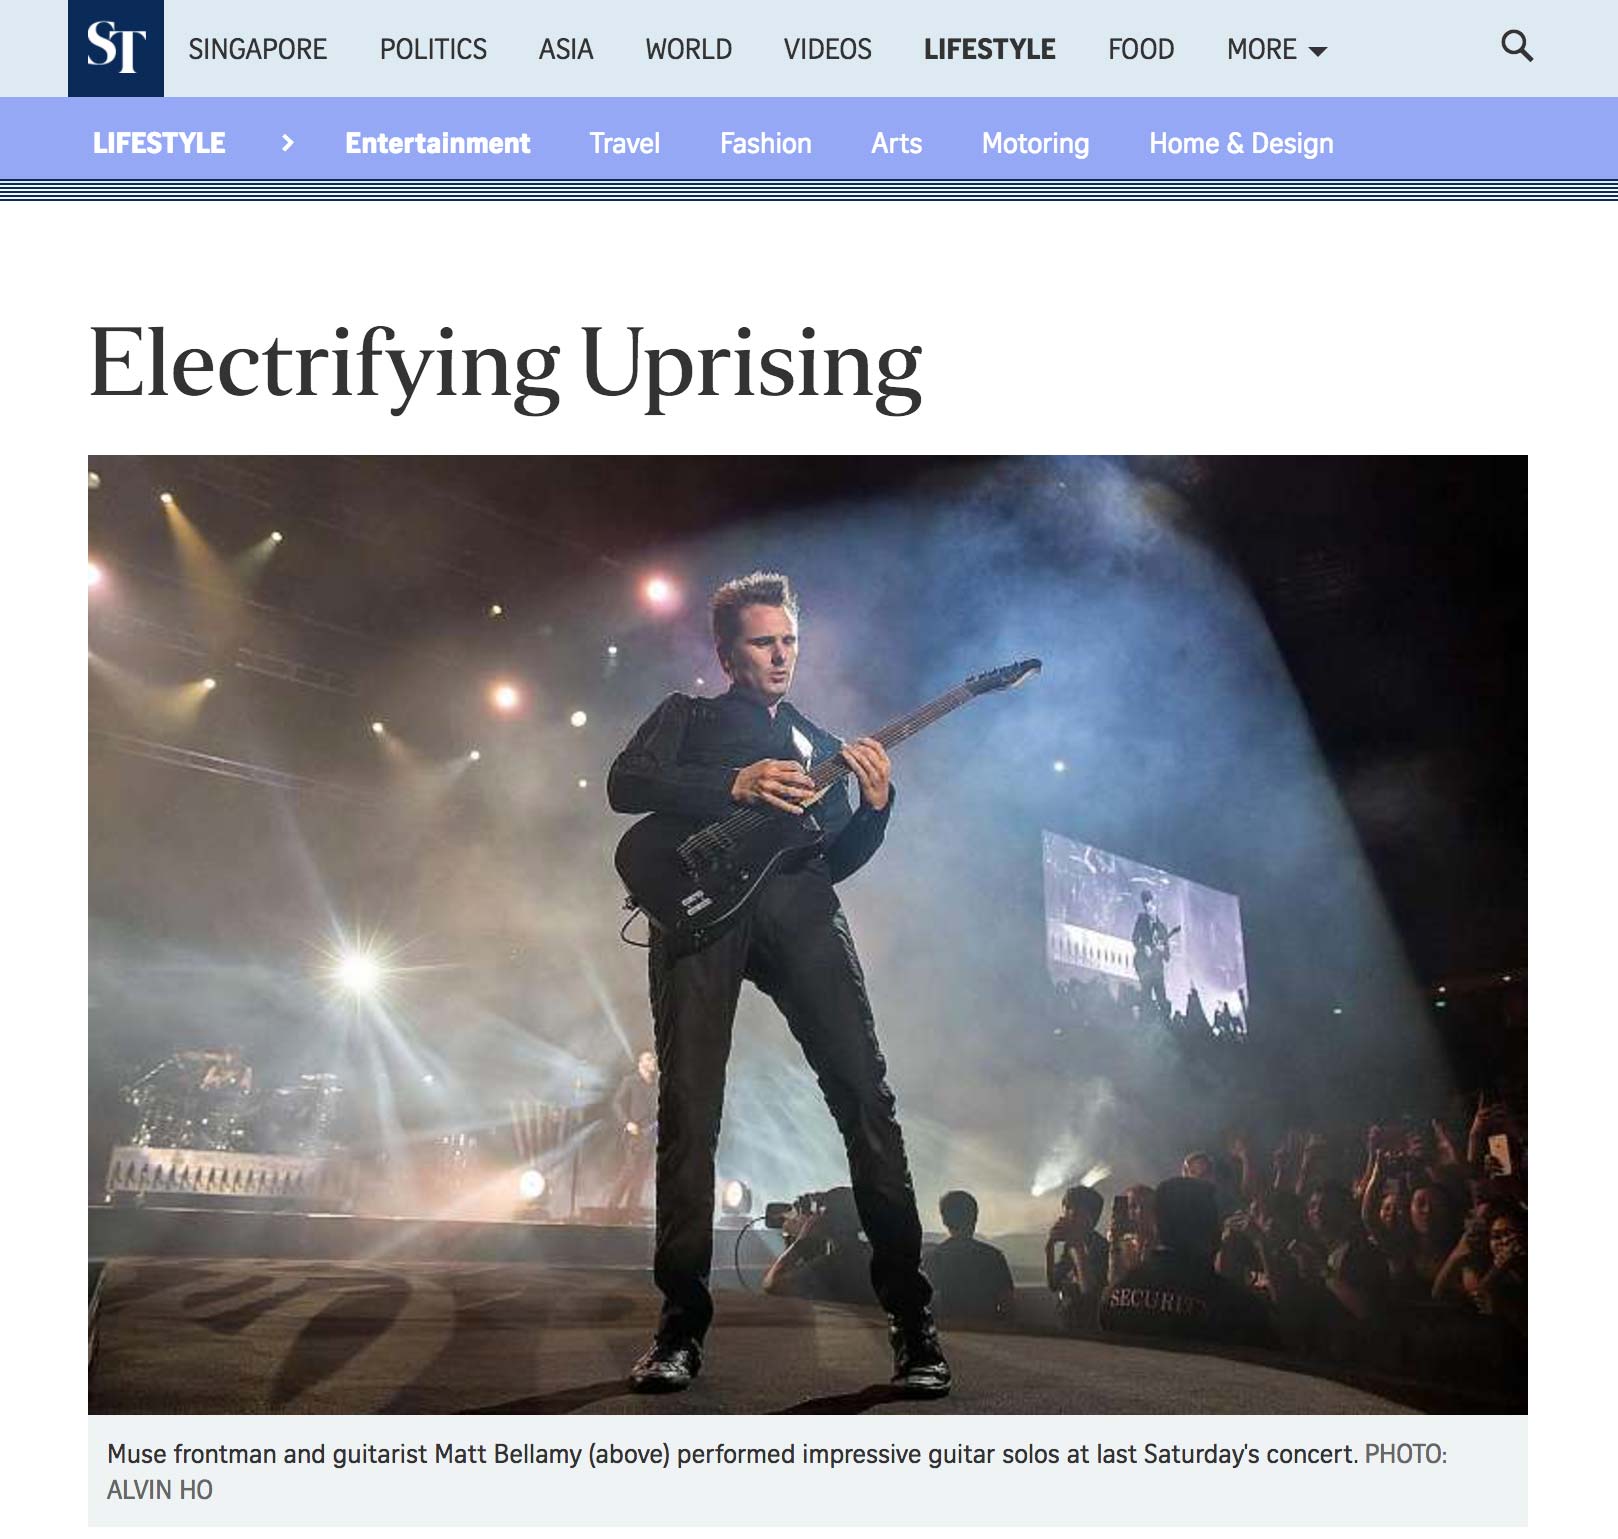 ST SINGAPORE POLITICS ASIA WORLD VIDEOS LIFESTYLE FOOD MORE
LIFESTYLE > Entertainment Travel Fashion Arts Motoring Home & Design
Electrifying Uprising
SECURITY
Muse frontman and guitarist Matt Bellamy (above) performed impressive guitar solos at last Saturday's concert. PHOTO:
ALVIN HO